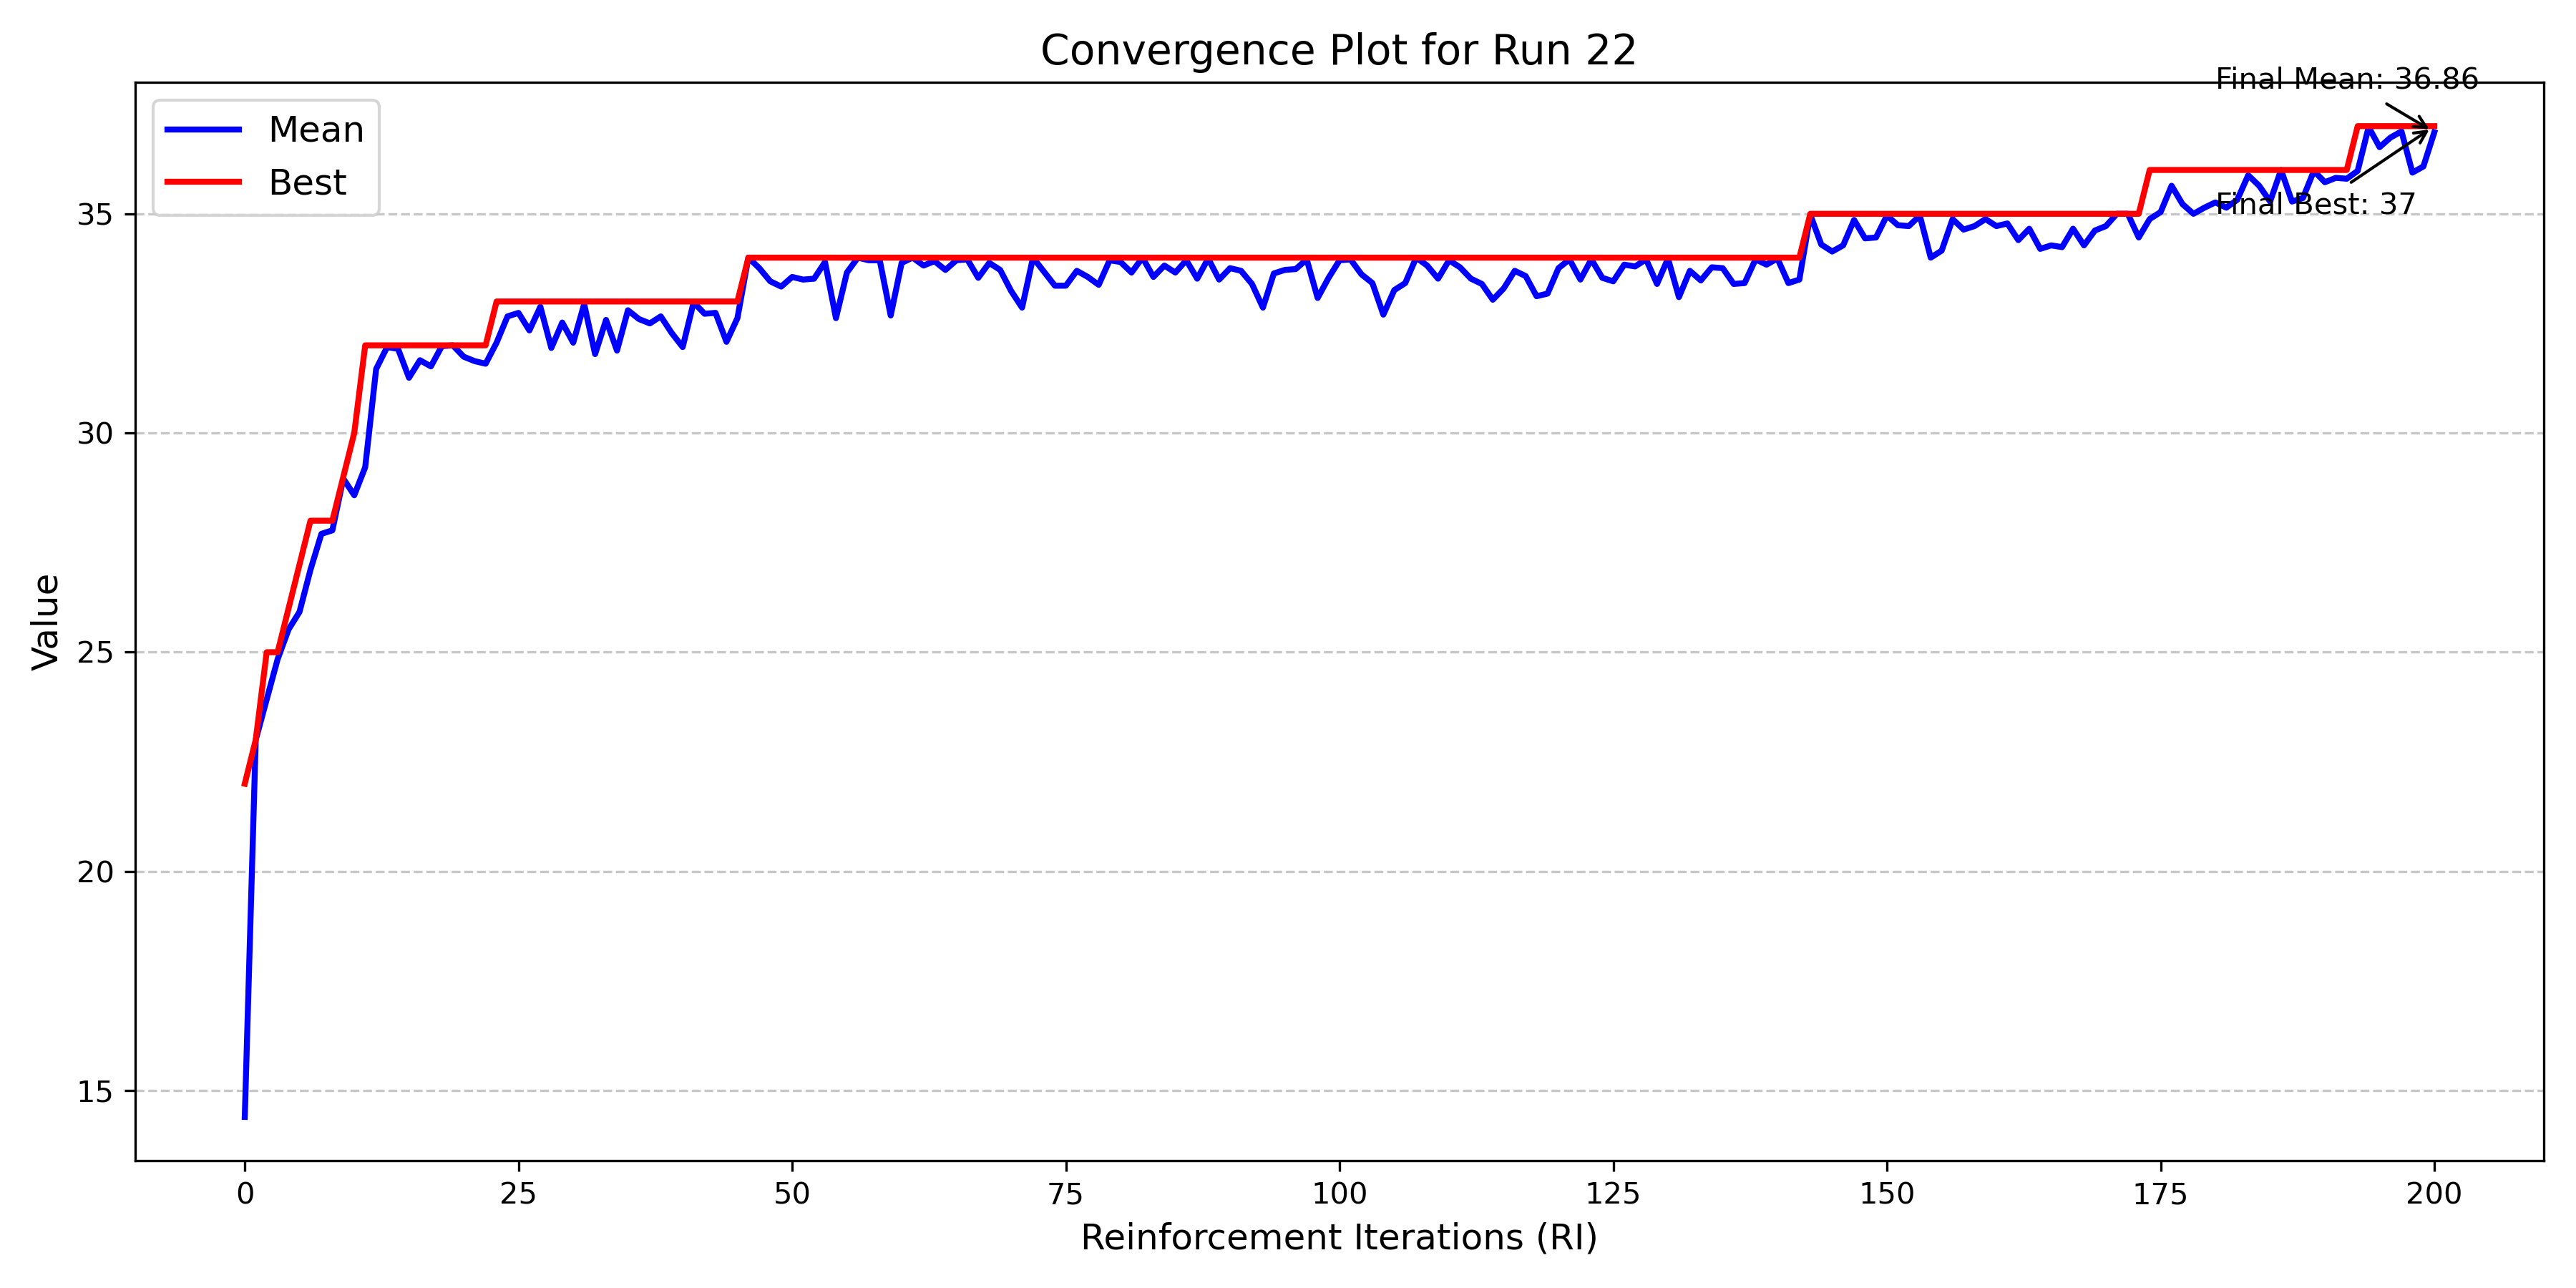 Convergence Plot for Run 22
Final Mean: 36.86
Mean
Best
Final Best: 37
35
30
25
20
15
Value
0 25 50 75 100 125 150 175 200
Reinforcement Iterations (RI)